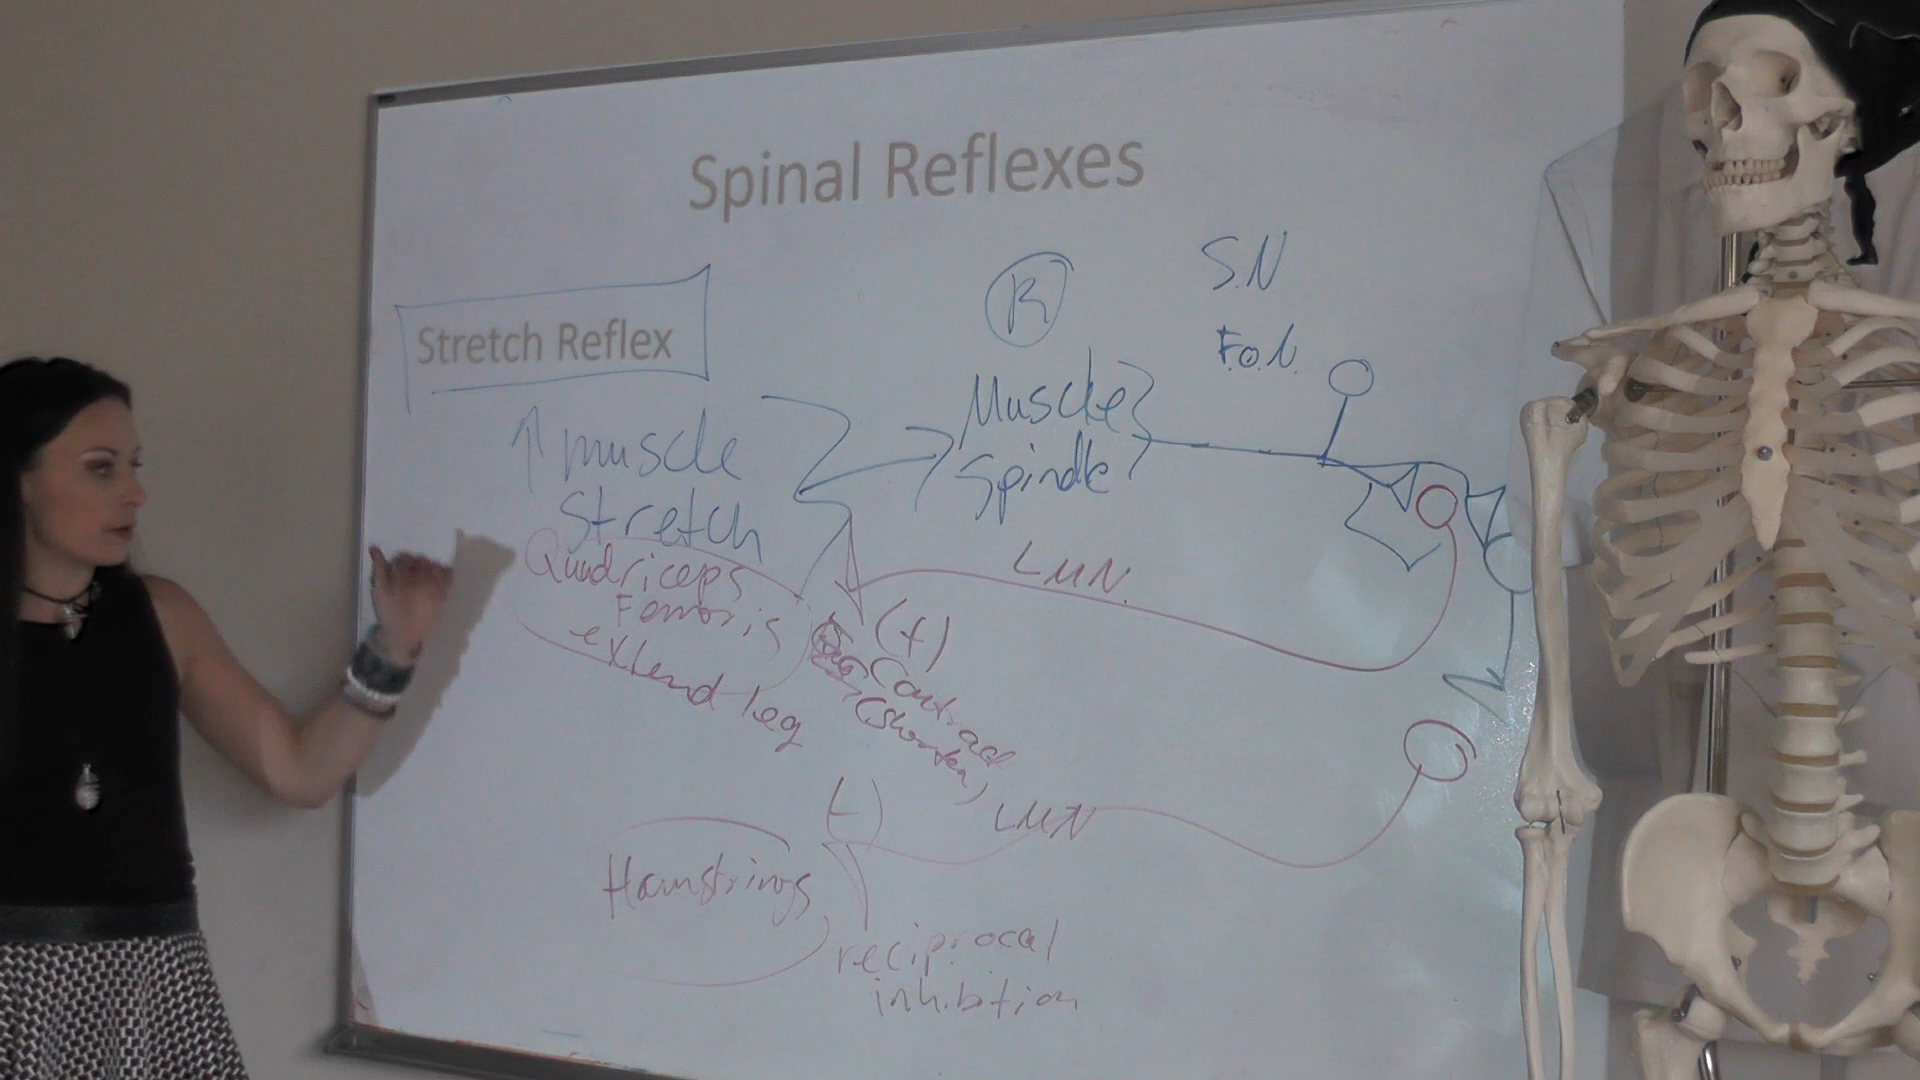 Spinal Reflexes
S.N
R
F.O.N.
Stretch Reflex
↑ muscle
stretch
Muscle
Spindle
Quadriceps
Femoris
extend leg
LMN.
(+)
Contract
(shorten)
(-)
LMN
Hamstrings
reciprocal
inhibition